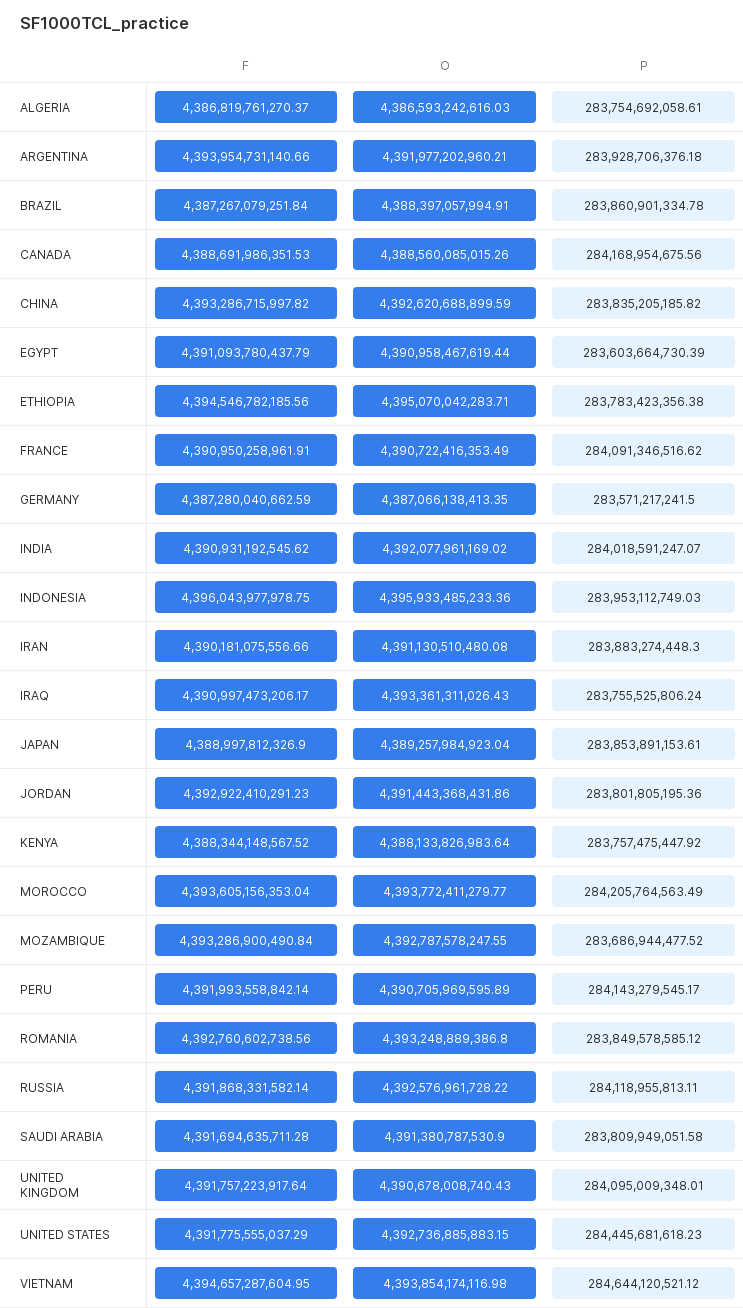 SF1000TCL_practice
F O P
ALGERIA 4,386,819,761,270.37 4,386,593,242,616.03 283,754,692,058.61
ARGENTINA 4,393,954,731,140.66 4,391,977,202,960.21 283,928,706,376.18
BRAZIL 4,387,267,079,251.84 4,388,397,057,994.91 283,860,901,334.78
CANADA 4,388,691,986,351.53 4,388,560,085,015.26 284,168,954,675.56
CHINA 4,393,286,715,997.82 4,392,620,688,899.59 283,835,205,185.82
EGYPT 4,391,093,780,437.79 4,390,958,467,619.44 283,603,664,730.39
ETHIOPIA 4,394,546,782,185.56 4,395,070,042,283.71 283,783,423,356.38
FRANCE 4,390,950,258,961.91 4,390,722,416,353.49 284,091,346,516.62
GERMANY 4,387,280,040,662.59 4,387,066,138,413.35 283,571,217,241.5
INDIA 4,390,931,192,545.62 4,392,077,961,169.02 284,018,591,247.07
INDONESIA 4,396,043,977,978.75 4,395,933,485,233.36 283,953,112,749.03
IRAN 4,390,181,075,556.66 4,391,130,510,480.08 283,883,274,448.3
IRAQ 4,390,997,473,206.17 4,393,361,311,026.43 283,755,525,806.24
JAPAN 4,388,997,812,326.9 4,389,257,984,923.04 283,853,891,153.61
JORDAN 4,392,922,410,291.23 4,391,443,368,431.86 283,801,805,195.36
KENYA 4,388,344,148,567.52 4,388,133,826,983.64 283,757,475,447.92
MOROCCO 4,393,605,156,353.04 4,393,772,411,279.77 284,205,764,563.49
MOZAMBIQUE 4,393,286,900,490.84 4,392,787,578,247.55 283,686,944,477.52
PERU 4,391,993,558,842.14 4,390,705,969,595.89 284,143,279,545.17
ROMANIA 4,392,760,602,738.56 4,393,248,889,386.8 283,849,578,585.12
RUSSIA 4,391,868,331,582.14 4,392,576,961,728.22 284,118,955,813.11
SAUDI ARABIA 4,391,694,635,711.28 4,391,380,787,530.9 283,809,949,051.58
UNITED
KINGDOM 4,391,757,223,917.64 4,390,678,008,740.43 284,095,009,348.01
UNITED STATES 4,391,775,555,037.29 4,392,736,885,883.15 284,445,681,618.23
VIETNAM 4,394,657,287,604.95 4,393,854,174,116.98 284,644,120,521.12